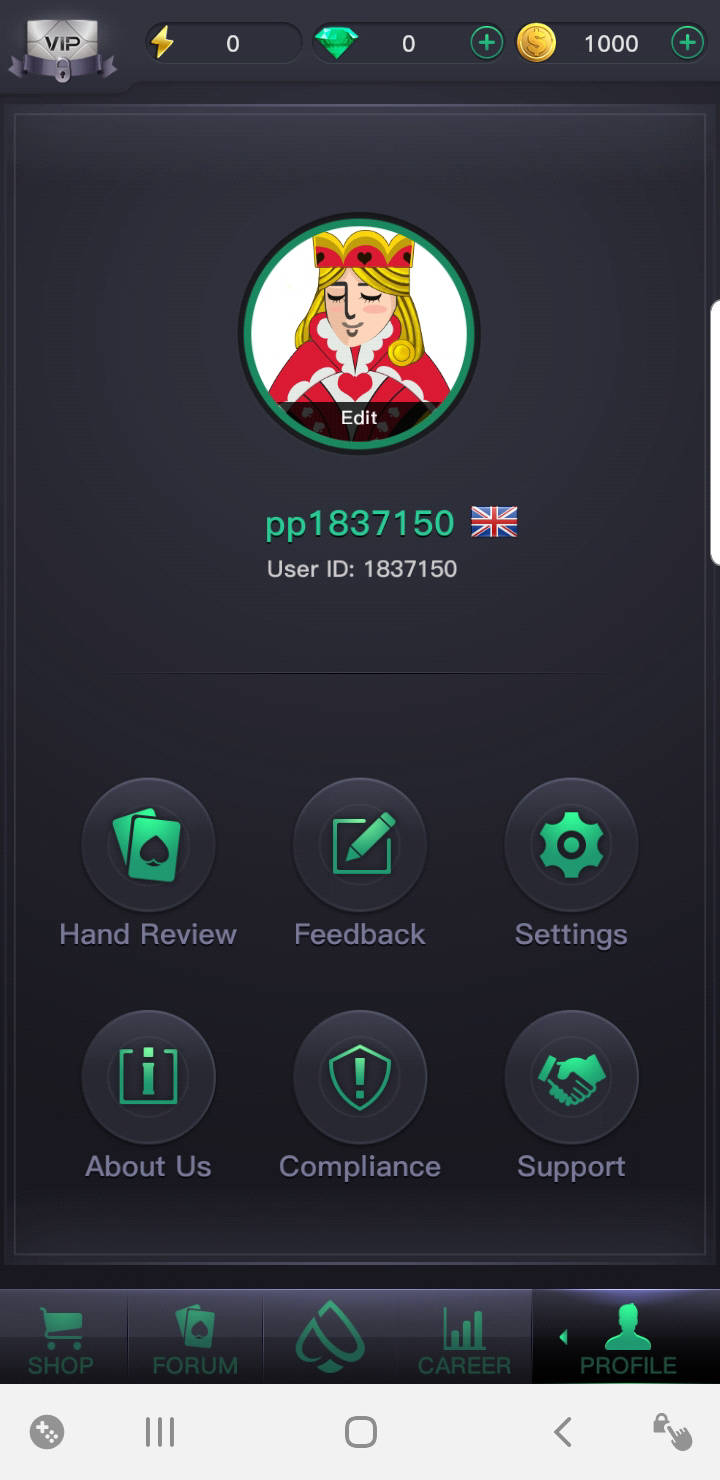 VIP
0
0
1000
Edit
pp1837150
User ID: 1837150
Hand Review
Feedback
Settings
About Us
Compliance
Support
SHOP
FORUM
CAREER
PROFILE